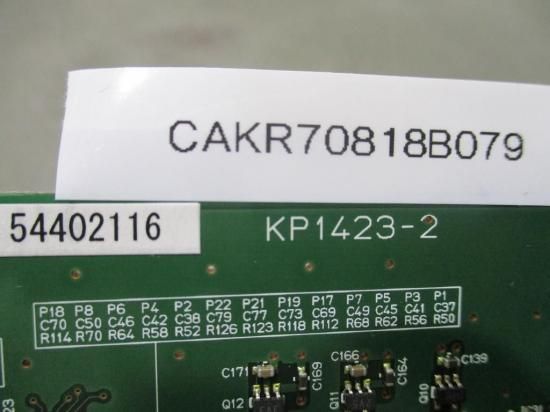 CAKR70818B079
54402116
KP1423-2
P18 P8 P6 P4 P2 P22 P21 P19 P17 P7 P5 P3 P1
C70 C50 C46 C42 C38 C79 C77 C73 C69 C49 C45 C41 C37
R114 R70 R64 R58 R52 R126 R123 R118 R112 R68 R62 R56 R50
C171
C169
C166
C164
C139
Q12
Q11
Q10
23